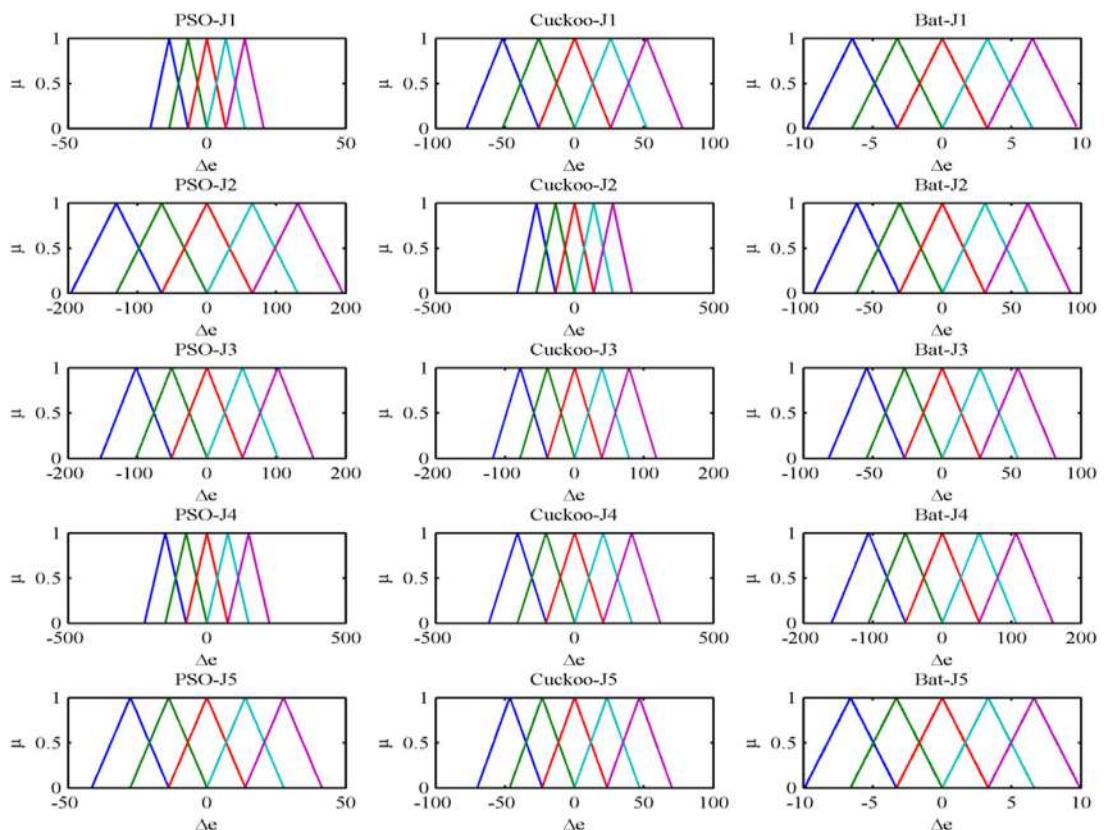 PSO-J1 Cuckoo-J1 Bat-J1
1 1 1
μ 0.5 μ 0.5 μ 0.5
0 0 0
-50 0 50 -100 -50 0 50 100 -10 -5 0 5 10
Δe Δe Δe
PSO-J2 Cuckoo-J2 Bat-J2
1 1 1
μ 0.5 μ 0.5 μ 0.5
0 0 0
-200 -100 0 100 200 -500 0 500 -100 -50 0 50 100
Δe Δe Δe
PSO-J3 Cuckoo-J3 Bat-J3
1 1 1
μ 0.5 μ 0.5 μ 0.5
0 0 0
-200 -100 0 100 200 -200 -100 0 100 200 -100 -50 0 50 100
Δe Δe Δe
PSO-J4 Cuckoo-J4 Bat-J4
1 1 1
μ 0.5 μ 0.5 μ 0.5
0 0 0
-500 0 500 -500 0 500 -200 -100 0 100 200
Δe Δe Δe
PSO-J5 Cuckoo-J5 Bat-J5
1 1 1
μ 0.5 μ 0.5 μ 0.5
0 0 0
-50 0 50 -100 -50 0 50 100 -10 -5 0 5 10
Δe Δe Δe